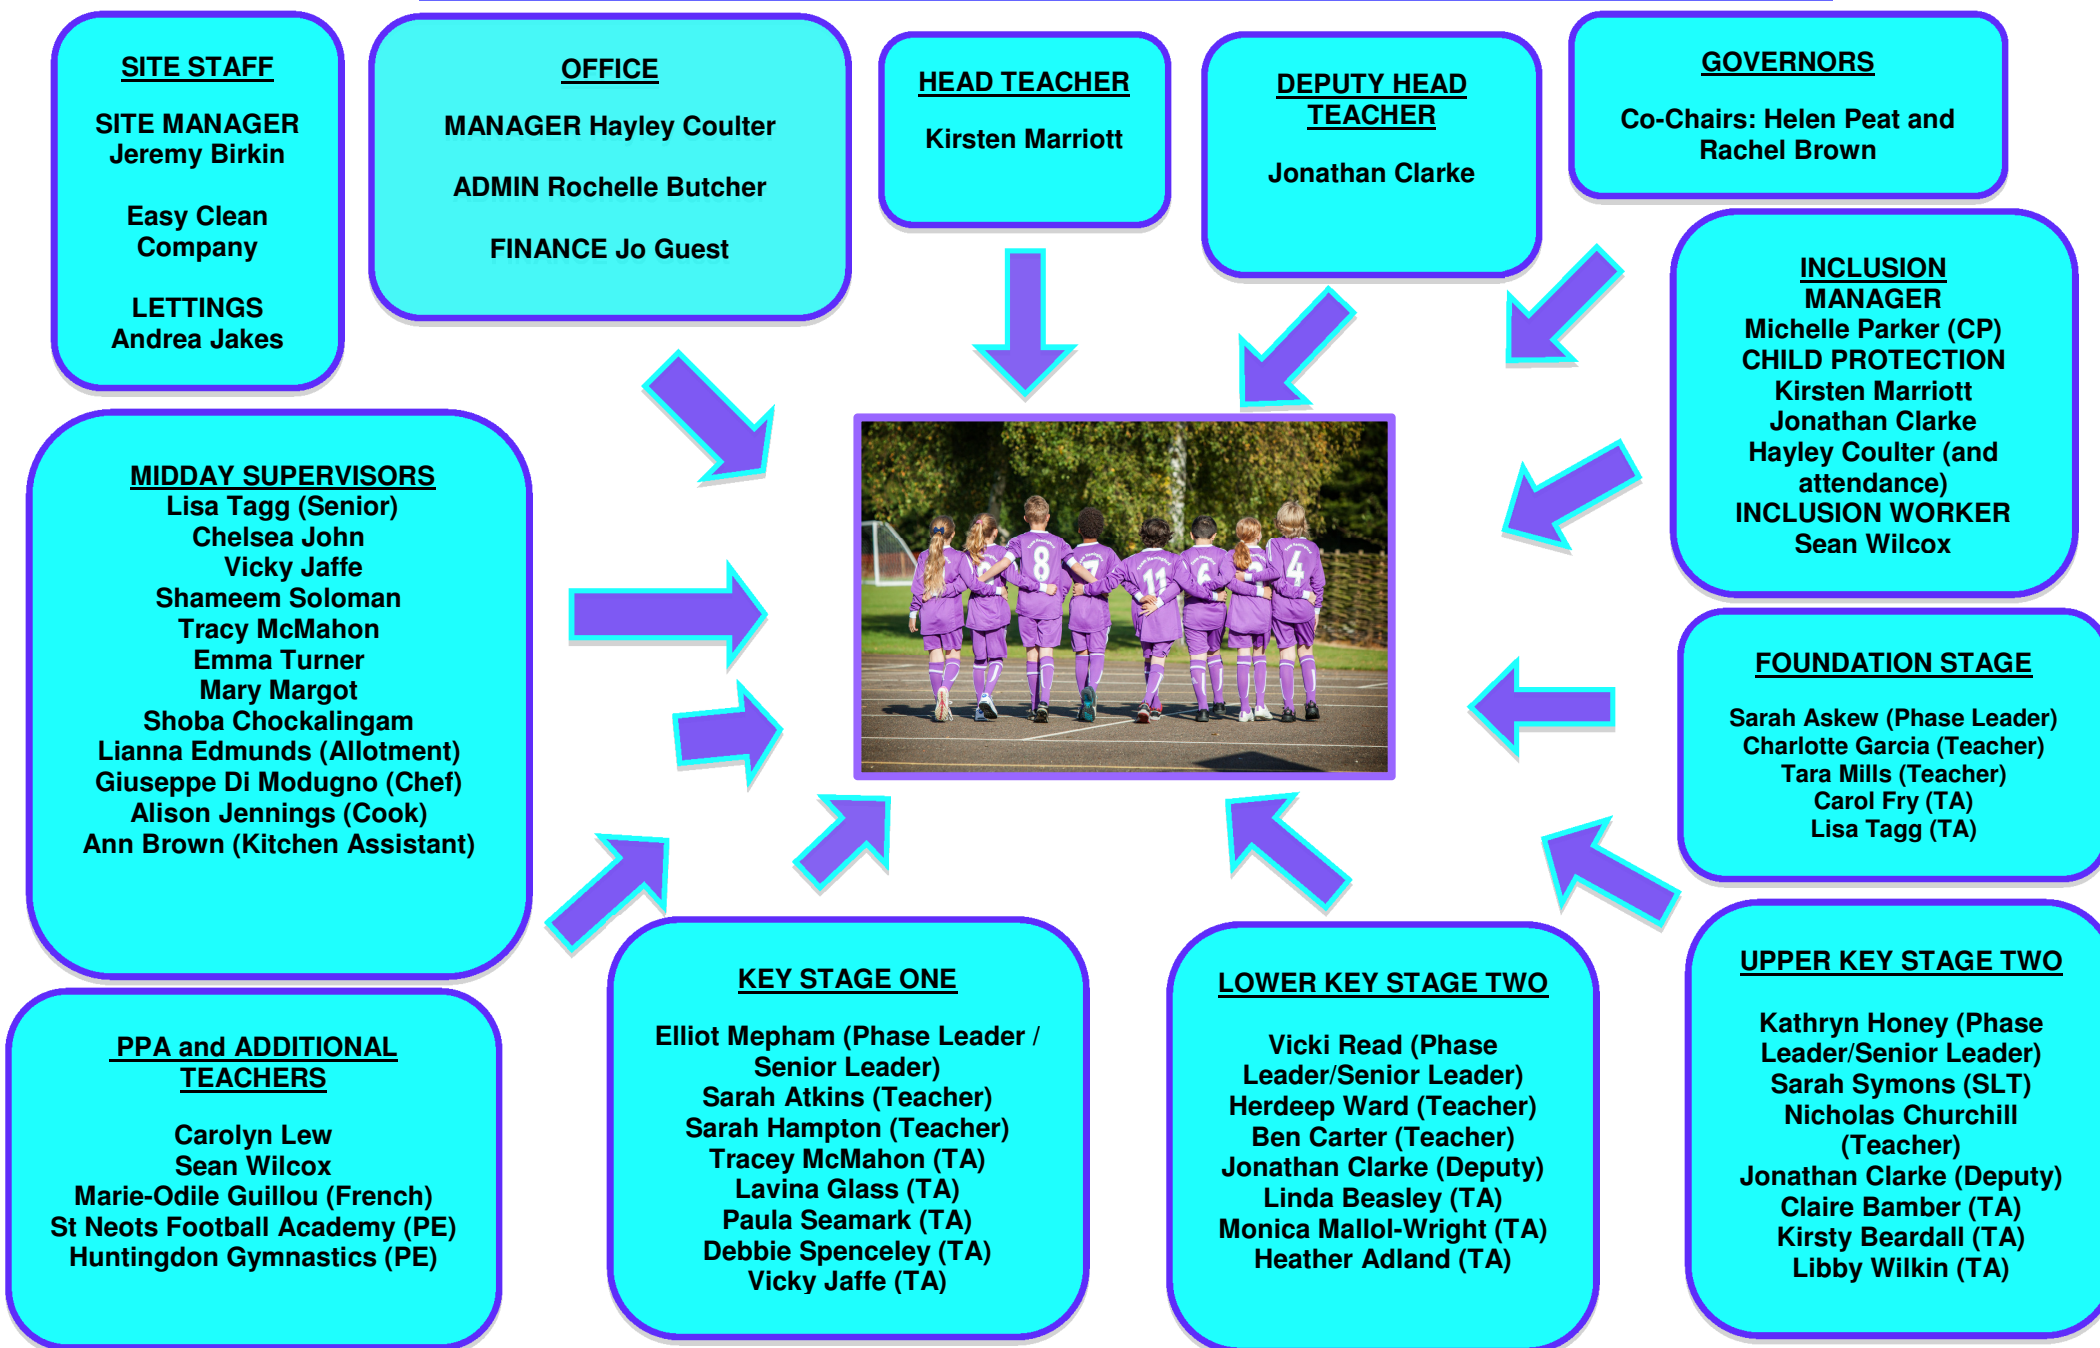 SITE STAFF
SITE MANAGER
Jeremy Birkin
Easy Clean
Company
LETTINGS
Andrea Jakes
OFFICE
MANAGER Hayley Coulter
ADMIN Rochelle Butcher
FINANCE Jo Guest
HEAD TEACHER
Kirsten Marriott
DEPUTY HEAD
TEACHER
Jonathan Clarke
GOVERNORS
Co-Chairs: Helen Peat and
Rachel Brown
INCLUSION
MANAGER
Michelle Parker (CP)
CHILD PROTECTION
Kirsten Marriott
Jonathan Clarke
Hayley Coulter (and
attendance)
INCLUSION WORKER
Sean Wilcox
MIDDAY SUPERVISORS
Lisa Tagg (Senior)
Chelsea John
Vicky Jaffe
Shameem Soloman
Tracy McMahon
Emma Turner
Mary Margot
Shoba Chockalingam
Lianna Edmunds (Allotment)
Giuseppe Di Modugno (Chef)
Alison Jennings (Cook)
Ann Brown (Kitchen Assistant)
8
7
11
6
4
FOUNDATION STAGE
Sarah Askew (Phase Leader)
Charlotte Garcia (Teacher)
Tara Mills (Teacher)
Carol Fry (TA)
Lisa Tagg (TA)
PPA and ADDITIONAL
TEACHERS
Carolyn Lew
Sean Wilcox
Marie-Odile Guillou (French)
St Neots Football Academy (PE)
Huntingdon Gymnastics (PE)
KEY STAGE ONE
Elliot Mepham (Phase Leader /
Senior Leader)
Sarah Atkins (Teacher)
Sarah Hampton (Teacher)
Tracey McMahon (TA)
Lavina Glass (TA)
Paula Seamark (TA)
Debbie Spenceley (TA)
Vicky Jaffe (TA)
LOWER KEY STAGE TWO
Vicki Read (Phase
Leader/Senior Leader)
Herdeep Ward (Teacher)
Ben Carter (Teacher)
Jonathan Clarke (Deputy)
Linda Beasley (TA)
Monica Mallol-Wright (TA)
Heather Adland (TA)
UPPER KEY STAGE TWO
Kathryn Honey (Phase
Leader/Senior Leader)
Sarah Symons (SLT)
Nicholas Churchill
(Teacher)
Jonathan Clarke (Deputy)
Claire Bamber (TA)
Kirsty Beardall (TA)
Libby Wilkin (TA)